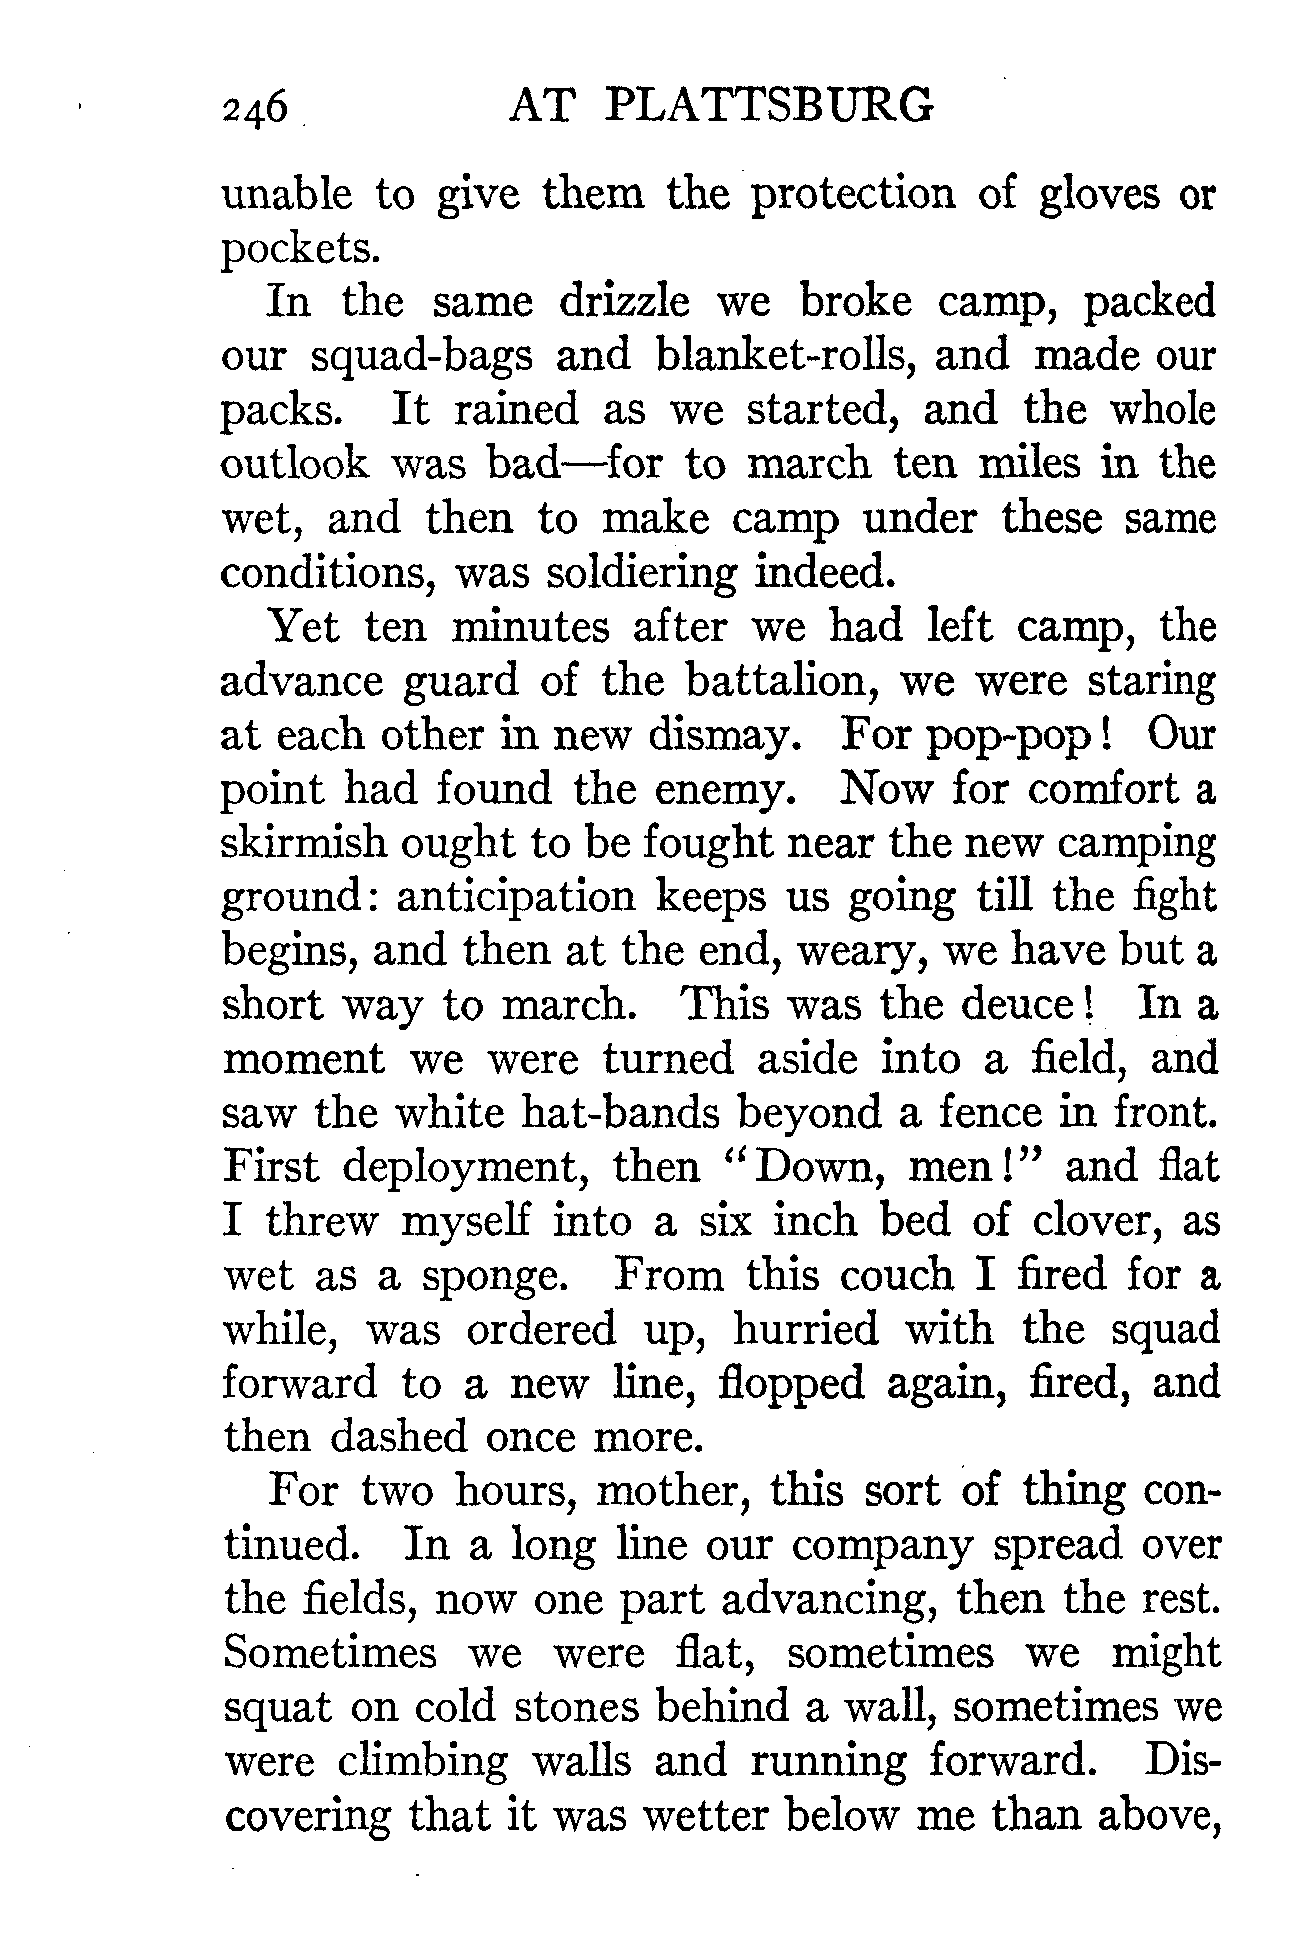 246 AT PLATTSBURG
unable to give them the protection of gloves or
pockets.
In the same drizzle we broke camp, packed
our squad-bags and blanket-rolls, and made our
packs. It rained as we started, and the whole
outlook was bad—for to march ten miles in the
wet, and then to make camp under these same
conditions, was soldiering indeed.
Yet ten minutes after we had left camp, the
advance guard of the battalion, we were staring
at each other in new dismay. For pop-pop! Our
point had found the enemy. Now for comfort a
skirmish ought to be fought near the new camping
ground: anticipation keeps us going till the fight
begins, and then at the end, weary, we have but a
short way to march. This was the deuce! In a
moment we were turned aside into a field, and
saw the white hat-bands beyond a fence in front.
First deployment, then "Down, men!" and flat
I threw myself into a six inch bed of clover, as
wet as a sponge. From this couch I fired for a
while, was ordered up, hurried with the squad
forward to a new line, flopped again, fired, and
then dashed once more.
For two hours, mother, this sort of thing con-
tinued. In a long line our company spread over
the fields, now one part advancing, then the rest.
Sometimes we were flat, sometimes we might
squat on cold stones behind a wall, sometimes we
were climbing walls and running forward. Dis-
covering that it was wetter below me than above,